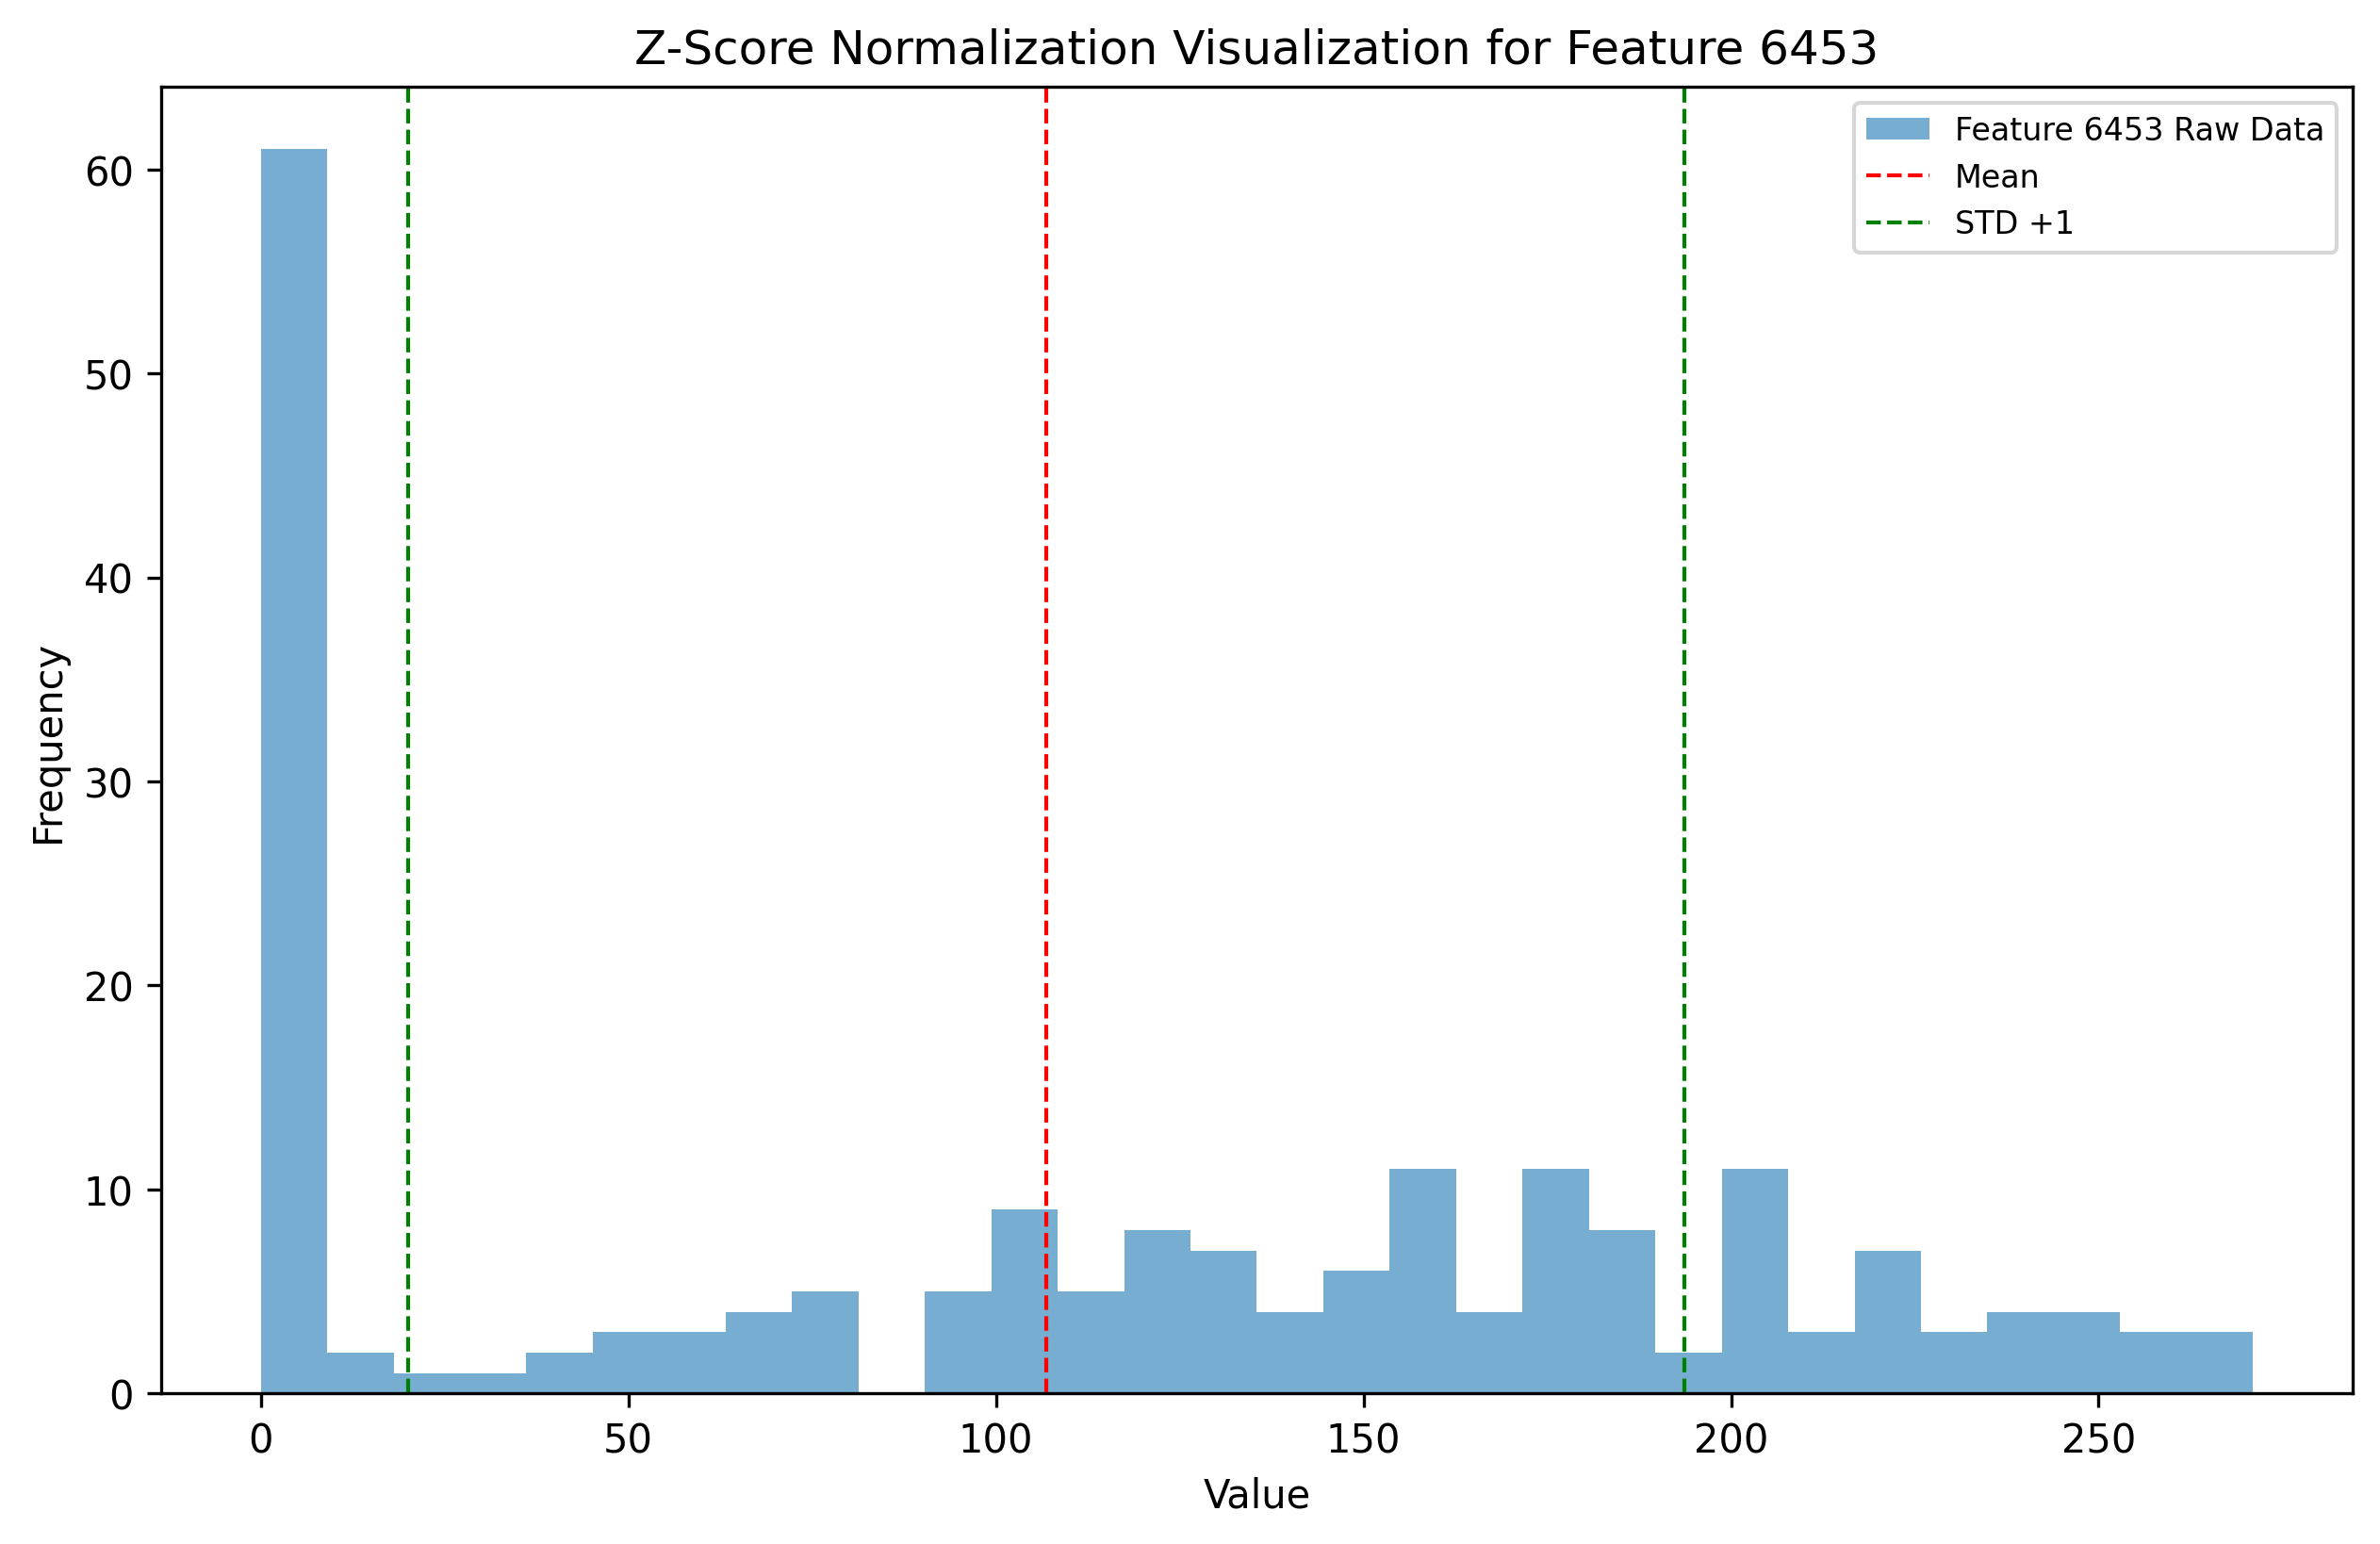 Z-Score Normalization Visualization for Feature 6453
Feature 6453 Raw Data
Mean
STD +1
Frequency
60
50
40
30
20
10
0
0 50 100 150 200 250
Value